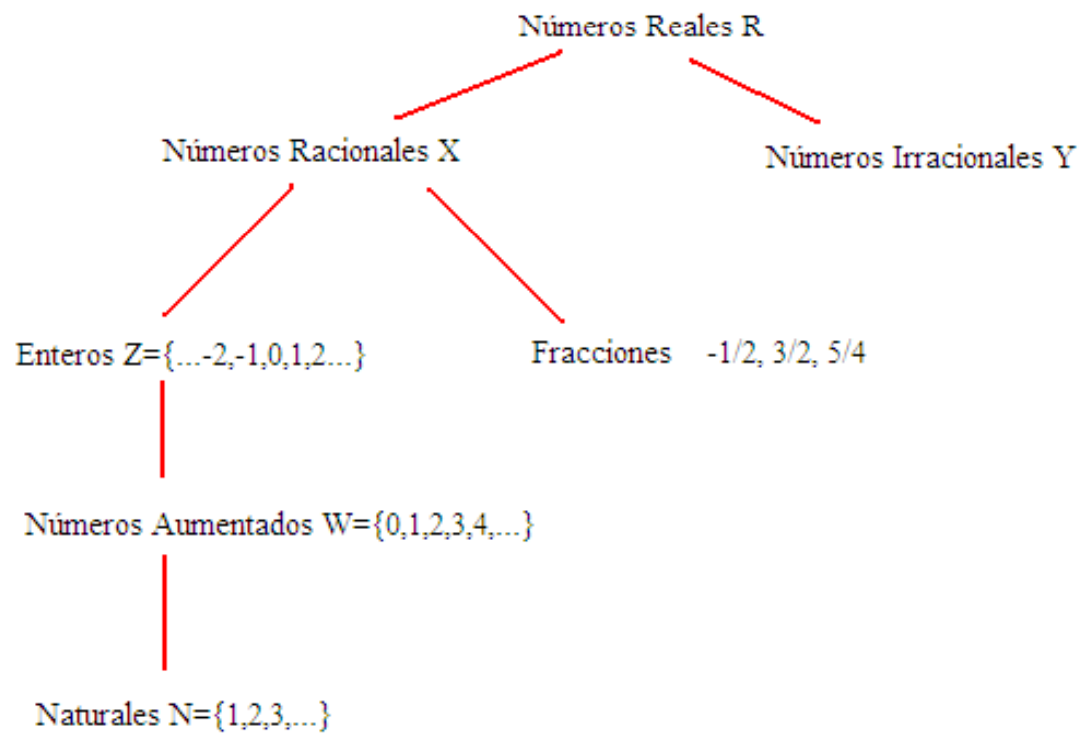 Números Reales R
Números Racionales X
Números Irracionales Y
Enteros Z={...-2,-1,0,1,2...}
Fracciones -1/2, 3/2, 5/4
Números Aumentados W={0,1,2,3,4,...}
Naturales N={1,2,3,...}